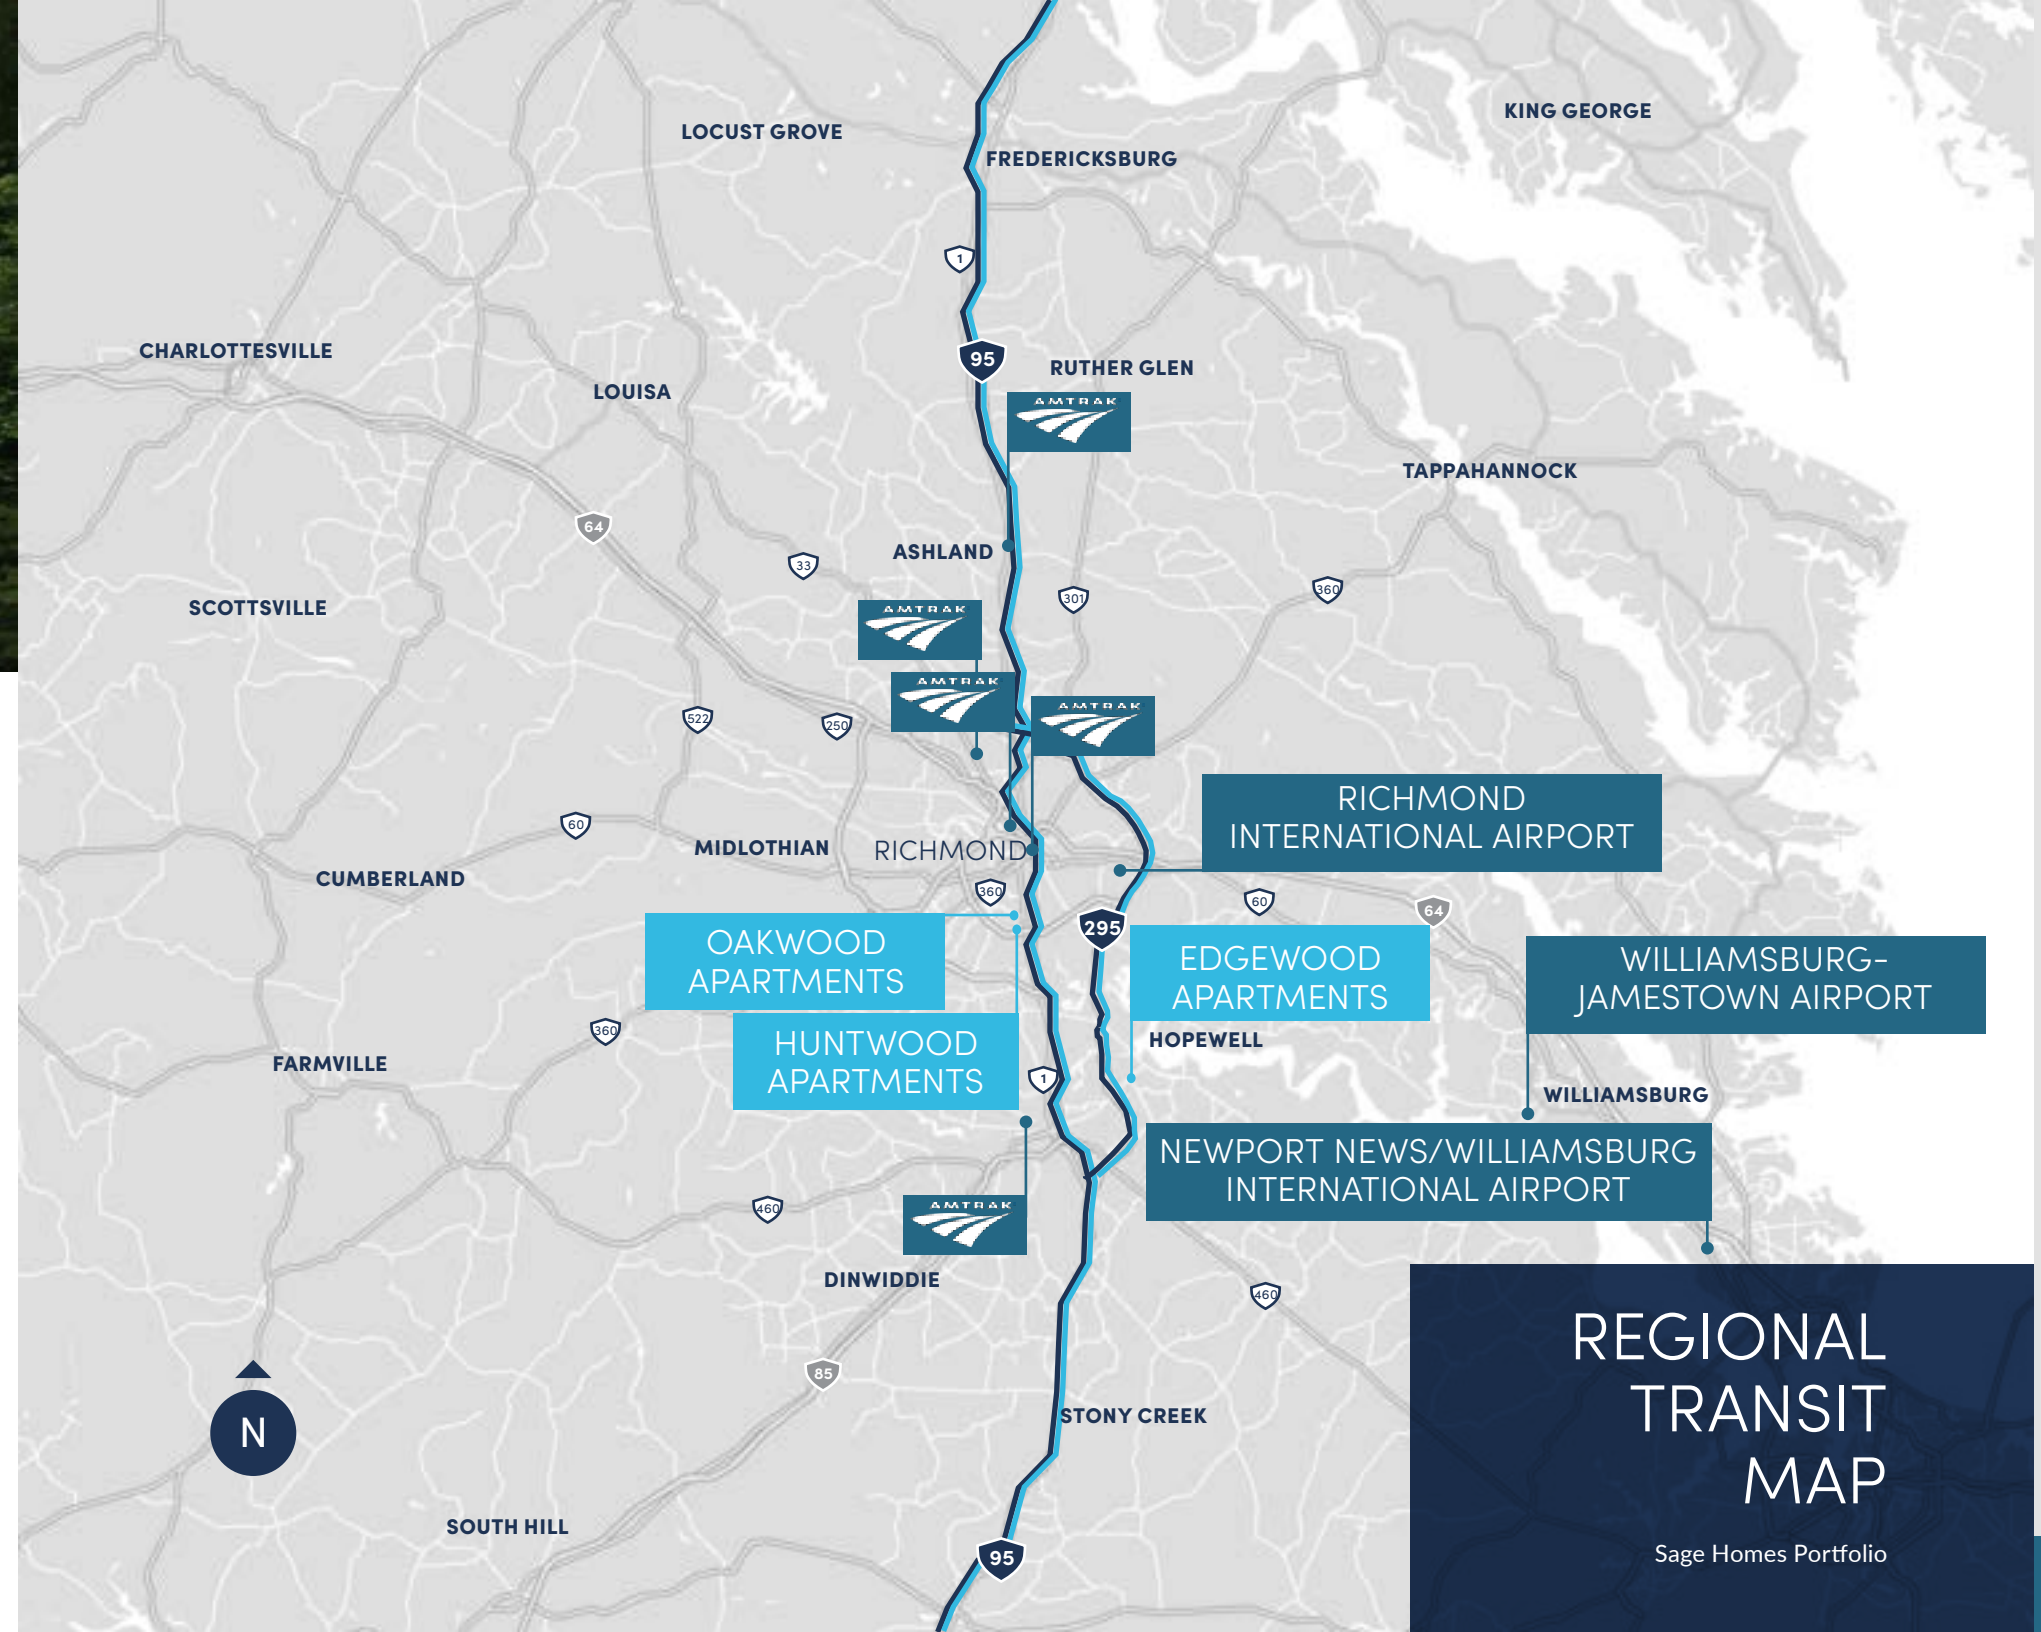 KING GEORGE
LOCUST GROVE
FREDERICKSBURG
1
CHARLOTTESVILLE
95
RUTHER GLEN
LOUISA
AMTRAK
TAPPAHANNOCK
64
ASHLAND
33
301
360
SCOTTSVILLE
AMTRAK
AMTRAK
AMTRAK
522
250
RICHMOND
INTERNATIONAL AIRPORT
60
MIDLOTHIAN
RICHMOND
CUMBERLAND
360
60
64
295
OAKWOOD
APARTMENTS
EDGEWOOD
APARTMENTS
WILLIAMSBURG-
JAMESTOWN AIRPORT
360
HUNTWOOD
APARTMENTS
HOPEWELL
FARMVILLE
1
WILLIAMSBURG
NEWPORT NEWS/WILLIAMSBURG
INTERNATIONAL AIRPORT
460
AMTRAK
DINWIDDIE
460
85
STONY CREEK
N
SOUTH HILL
95
REGIONAL
TRANSIT
MAP
Sage Homes Portfolio